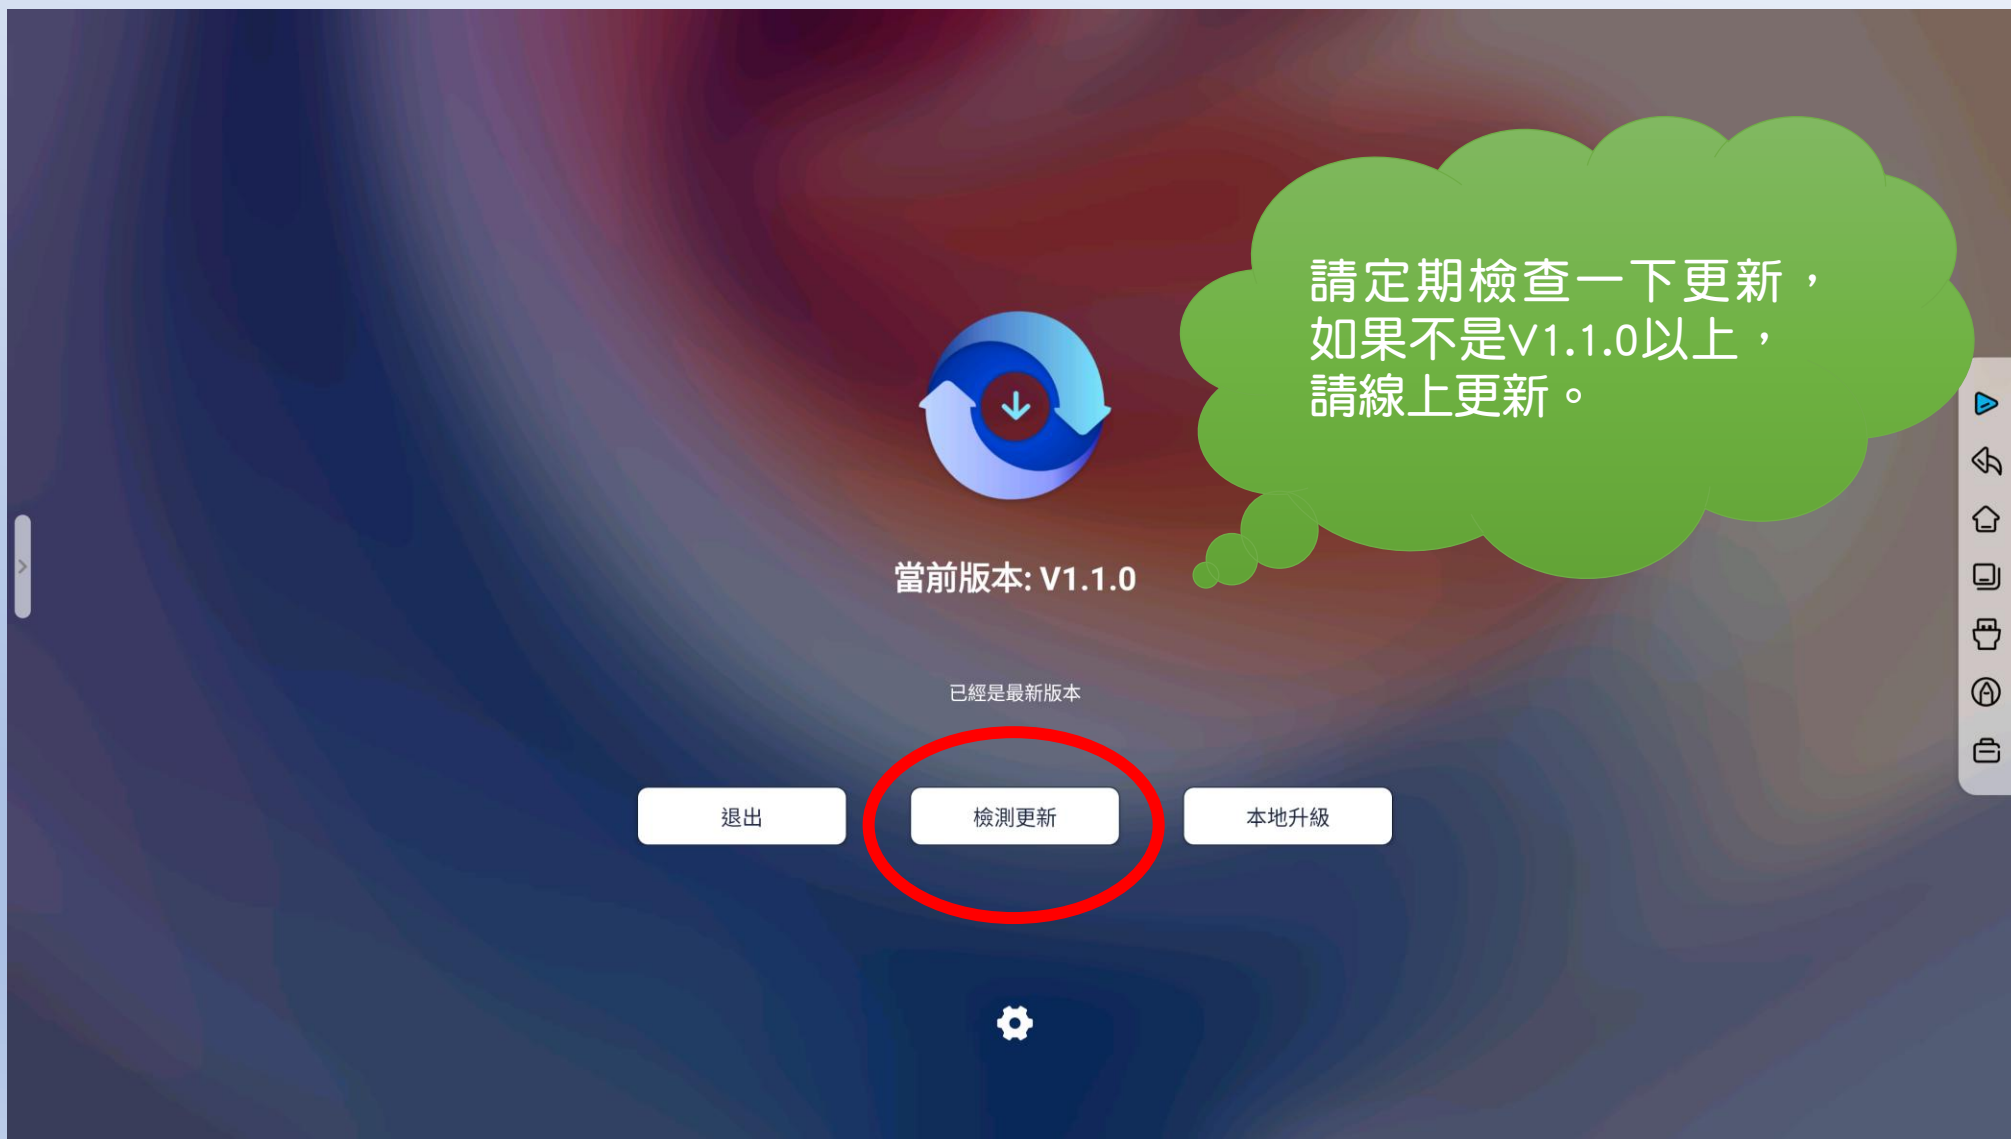 請定期檢查一下更新，
如果不是V1.1.0以上，
請線上更新。
當前版本: V1.1.0
已經是最新版本
退出
檢測更新
本地升級